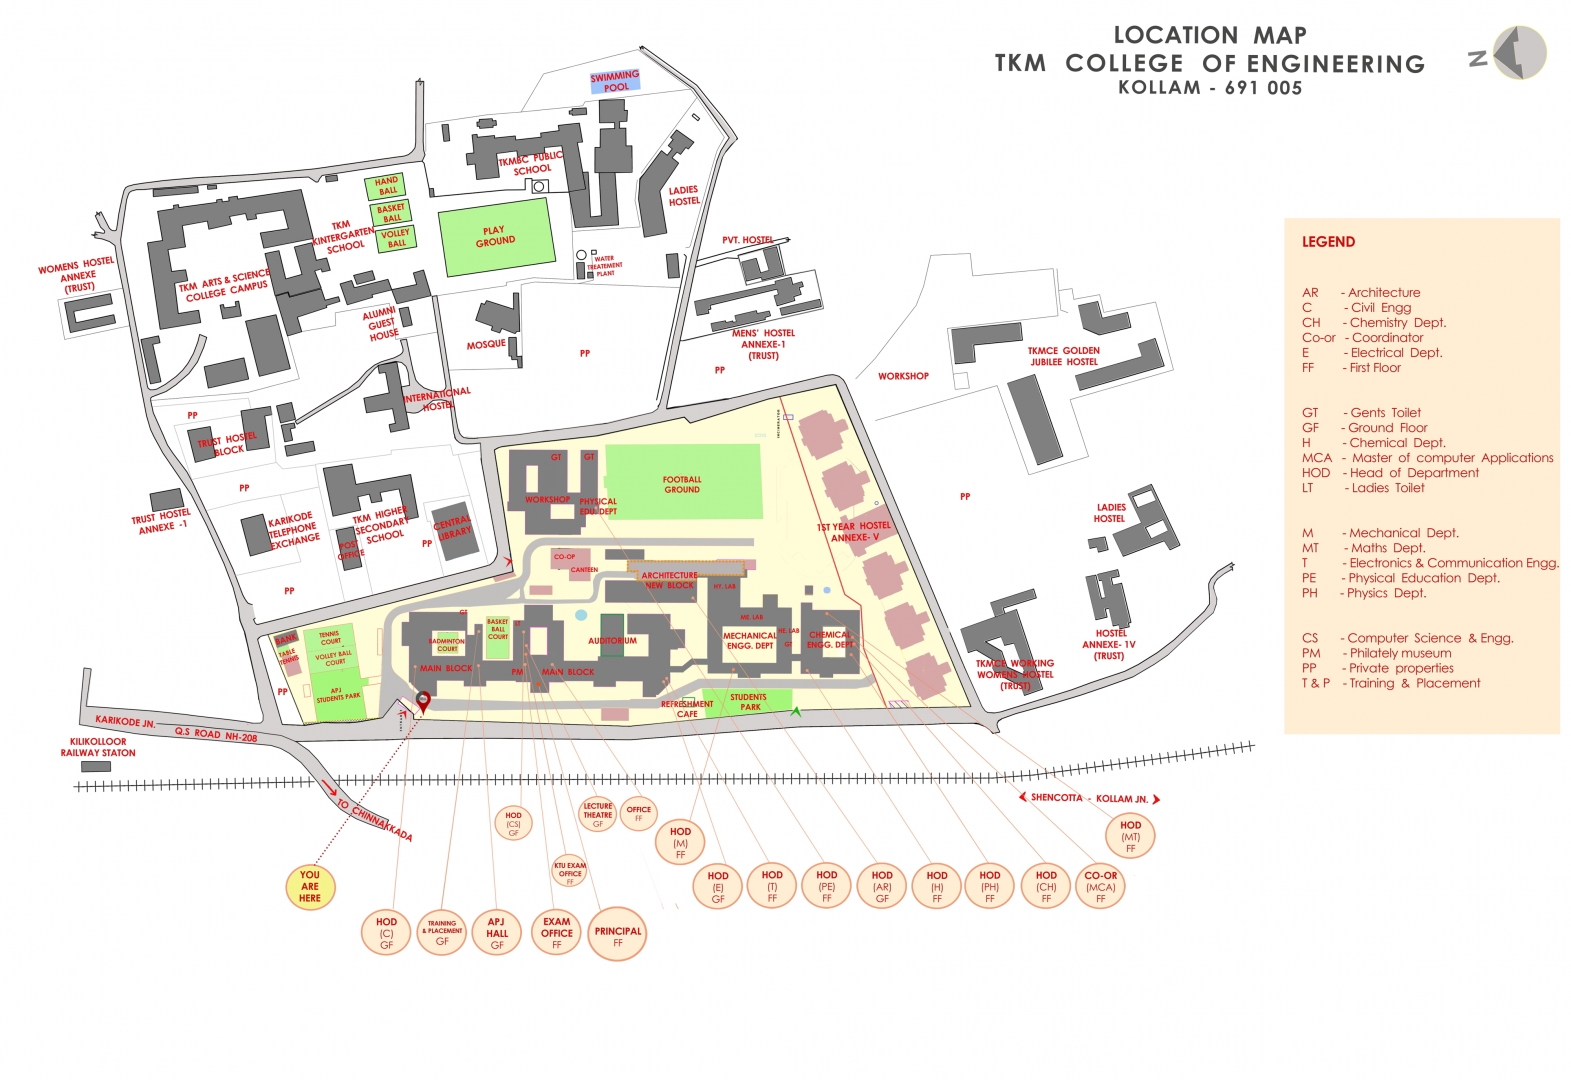 LOCATION MAP
TKM COLLEGE OF ENGINEERING
KOLLAM - 691 005
N
SWIMMING
POOL
TKMBC PUBLIC
SCHOOL
LADIES
HOSTEL
HAND
BALL
BASKET
BALL
VOLLEY
BALL
PLAY
GROUND
TKM
KINTERGARTEN
SCHOOL
WATER
TREATEMENT
PLANT
PVT. HOSTEL
WOMENS HOSTEL
ANNEXE
(TRUST)
TKM ARTS & SCIENCE
COLLEGE CAMPUS
ALUMNI
GUEST
HOUSE
MOSQUE
PP
MENS' HOSTEL
ANNEXE-1
(TRUST)
PP
TKMCE GOLDEN
JUBILEE HOSTEL
WORKSHOP
INTERNATIONAL
HOSTEL
PP
TRUST HOSTEL
BLOCK
INCINERATOR
GT
GT
WORKSHOP
PHYSICAL
EDU. DEPT
FOOTBALL
GROUND
PP
PP
TRUST HOSTEL
ANNEXE -1
KARIKODE
TELEPHONE
EXCHANGE
TKM HIGHER
SECONDARY
SCHOOL
POST
OFFICE
PP
CENTRAL
LIBRARY
1ST YEAR HOSTEL
ANNEXE- V
LADIES
HOSTEL
CO-OP
CANTEEN
ARCHITECTURE
NEW BLOCK
HY. LAB
PP
GT
BANK
TABLE
TENNIS
TENNIS
COURT
VOLLEY BALL
COURT
APJ
STUDENTS PARK
PP
BADMINTON
COURT
BASKET
BALL
COURT
LT
MAIN BLOCK
PM
MAIN BLOCK
AUDITORIUM
ME. LAB
HE. LAB
GT
MECHANICAL
ENGG. DEPT
CHEMICAL
ENGG. DEPT
HOSTEL
ANNEXE- 1V
(TRUST)
TKMCE WORKING
WOMENS HOSTEL
(TRUST)
REFRESHMENT
CAFE
STUDENTS
PARK
KARIKODE JN.
Q.S ROAD NH-208
KILIKOLLOOR
RAILWAY STATON
TO CHINNAKKADA
SHENCOTTA - KOLLAM JN.
YOU
ARE
HERE
HOD
(C)
GF
TRAINING
& PLACEMENT
GF
APJ
HALL
GF
HOD
(CS)
GF
EXAM
OFFICE
FF
KTU EXAM
OFFICE
FF
LECTURE
THEATRE
GF
PRINCIPAL
FF
OFFICE
FF
HOD
(M)
FF
HOD
(E)
GF
HOD
(T)
FF
HOD
(PE)
FF
HOD
(AR)
GF
HOD
(H)
FF
HOD
(PH)
FF
HOD
(CH)
FF
CO-OR
(MCA)
FF
HOD
(MT)
FF
LEGEND
AR - Architecture
C - Civil Engg
CH - Chemistry Dept.
Co-or - Coordinator
E - Electrical Dept.
FF - First Floor
GT - Gents Toilet
GF - Ground Floor
H - Chemical Dept.
MCA - Master of computer Applications
HOD - Head of Department
LT - Ladies Toilet
M - Mechanical Dept.
MT - Maths Dept.
T - Electronics & Communication Engg.
PE - Physical Education Dept.
PH - Physics Dept.
CS - Computer Science & Engg.
PM - Philately museum
PP - Private properties
T & P - Training & Placement